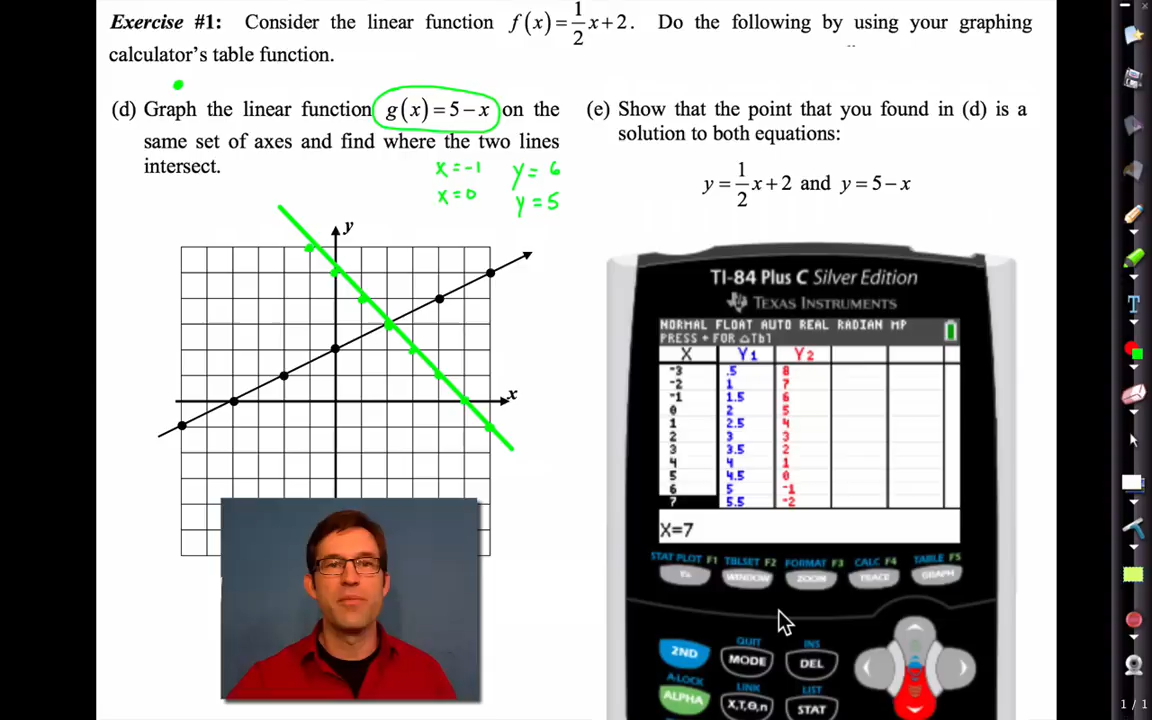 Exercise #1: Consider the linear function f(x) = 1/2 x + 2. Do the following by using your graphing
calculator's table function.
(d) Graph the linear function g(x) = 5 − x on the
same set of axes and find where the two lines
intersect.
x = -1 y = 6
x = 0 y = 5
y
x
(e) Show that the point that you found in (d) is a
solution to both equations:
y = 1/2 x + 2 and y = 5 − x
TI-84 Plus C Silver Edition
TEXAS INSTRUMENTS
NORMAL FLOAT AUTO REAL RADIAN MP
PRESS + FOR △Tbl
X Y1 Y2
-3 .5 8
-2 1 7
-1 1.5 6
0 2 5
1 2.5 4
2 3 3
3 3.5 2
4 4 1
5 4.5 0
6 5 -1
7 5.5 -2
X=7
STAT PLOT F1 TBLSET F2 FORMAT F3 CALC F4 TABLE F5
Y= WINDOW ZOOM TRACE GRAPH
QUIT INS
2ND MODE DEL
A-LOCK LINK LIST
ALPHA X,T,θ,n STAT
T
1 / 1